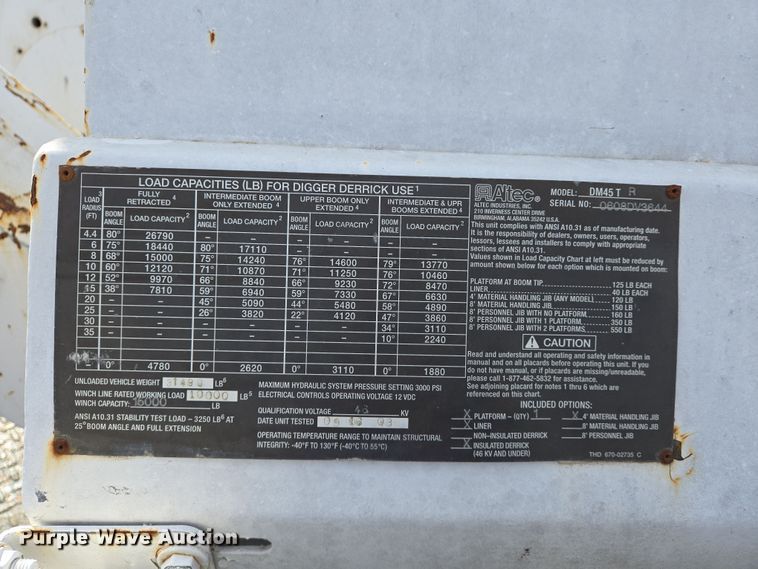 LOAD CAPACITIES (LB) FOR DIGGER DERRICK USE¹
LOAD RADIUS³ (FT) FULLY RETRACTED⁴ INTERMEDIATE BOOM ONLY EXTENDED⁴ UPPER BOOM ONLY EXTENDED⁴ INTERMEDIATE & UPR BOOMS EXTENDED⁴
BOOM ANGLE LOAD CAPACITY² BOOM ANGLE LOAD CAPACITY² BOOM ANGLE LOAD CAPACITY² BOOM ANGLE LOAD CAPACITY²
4.4 80° 26790 – – – – – –
6 75° 18440 80° 17110 – – – –
8 68° 15000 75° 14240 76° 14600 79° 13770
10 60° 12120 71° 10870 71° 11250 76° 10460
12 52° 9970 66° 8840 66° 9230 72° 8470
15 38° 7810 59° 6940 59° 7330 67° 6630
20 – – 45° 5090 44° 5480 58° 4890
25 – – 26° 3820 22° 4120 47° 3860
30 – – – – – – 34° 3110
35 – – – – – – 10° 2240
– 0° 4780 0° 2620 0° 3110 0° 1880
UNLOADED VEHICLE WEIGHT LB⁶
WINCH LINE RATED WORKING LOAD 10000 LB⁵
WINCH CAPACITY: 15000
ANSI A10.31 STABILITY TEST LOAD – 3250 LB⁶ AT
25° BOOM ANGLE AND FULL EXTENSION
MAXIMUM HYDRAULIC SYSTEM PRESSURE SETTING 3000 PSI
ELECTRICAL CONTROLS OPERATING VOLTAGE 12 VDC
QUALIFICATION VOLTAGE 46 KV
DATE UNIT TESTED
OPERATING TEMPERATURE RANGE TO MAINTAIN STRUCTURAL
INTEGRITY: -40°F TO 130°F (-40°C TO 55°C)
Altec®
ALTEC INDUSTRIES, INC.
210 INVERNESS CENTER DRIVE
BIRMINGHAM, ALABAMA 35242 U.S.A.
MODEL: DM45 T R
SERIAL NO: 0608DV3644
This unit complies with ANSI A10.31 as of manufacturing date.
It is the responsibility of dealers, owners, users, operators,
lessors, lessees and installers to comply with appropriate
sections of ANSI A10.31.
Values shown in Load Capacity Chart at left must be reduced by
amount shown below for each option which is mounted on boom:
PLATFORM AT BOOM TIP 125 LB EACH
LINER 40 LB EACH
4' MATERIAL HANDLING JIB (ANY MODEL) 120 LB
8' MATERIAL HANDLING JIB 150 LB
8' PERSONNEL JIB WITH NO PLATFORM 160 LB
8' PERSONNEL JIB WITH 1 PLATFORM 350 LB
8' PERSONNEL JIB WITH 2 PLATFORMS 550 LB
CAUTION
Read and understand all operating and safety information in
manual and on placards before operating this unit. If you
do not have manual, or if placards are missing/unreadable,
please call 1-877-462-5832 for assistance.
See adjoining placard for notes 1 thru 6 which
correspond to numbers shown on this placard.
INCLUDED OPTIONS:
X PLATFORM – (QTY) 1 X 4' MATERIAL HANDLING JIB
X LINER 8' MATERIAL HANDLING JIB
NON-INSULATED DERRICK 8' PERSONNEL JIB
X INSULATED DERRICK
(46 KV AND UNDER)
THD 670-02735 C
Purple Wave Auction